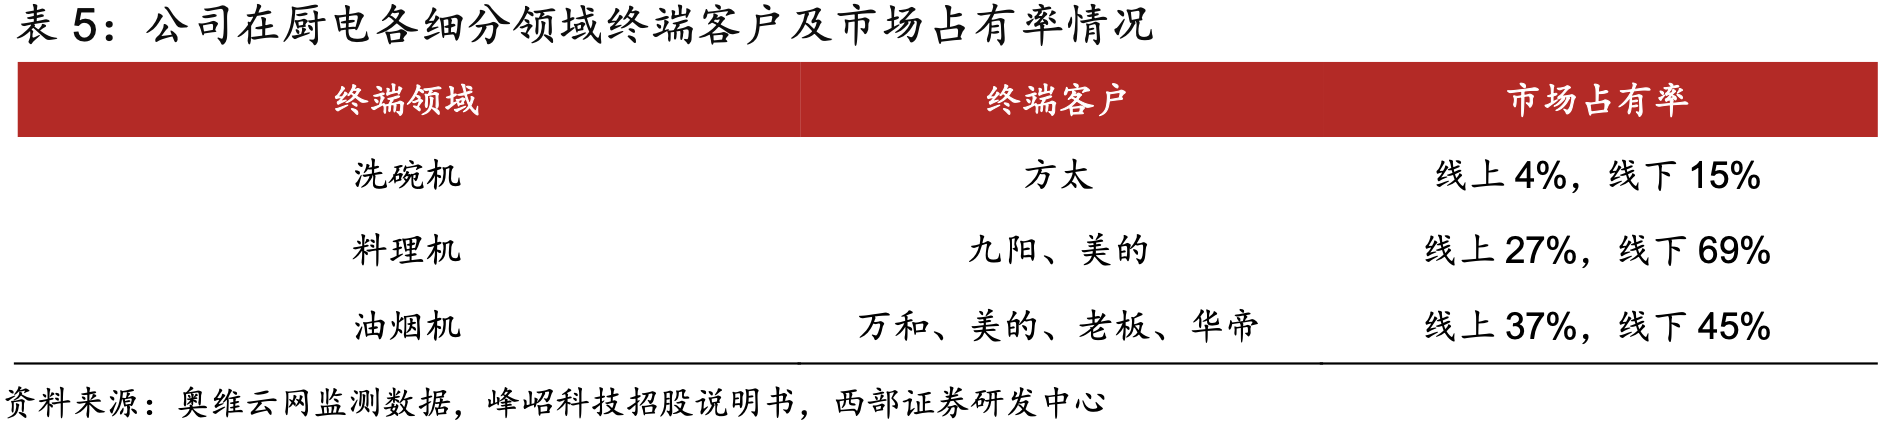 表 5：公司在厨电各细分领域终端客户及市场占有率情况
终端领域 终端客户 市场占有率
洗碗机 方太 线上 4%，线下 15%
料理机 九阳、美的 线上 27%，线下 69%
油烟机 万和、美的、老板、华帝 线上 37%，线下 45%
资料来源：奥维云网监测数据，峰岹科技招股说明书，西部证券研发中心